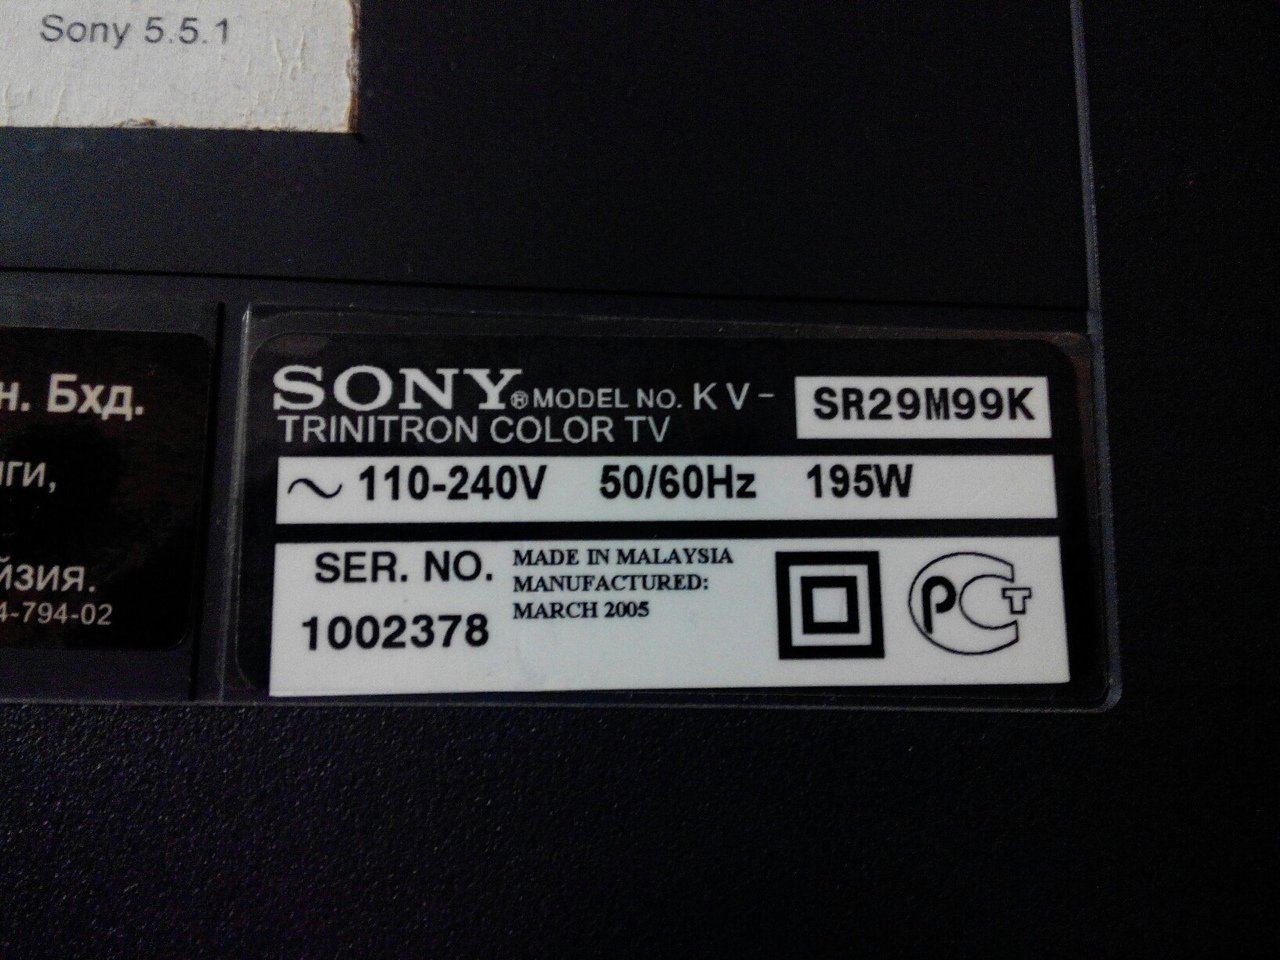 Sony 5.5.1
н. Бхд.
ги,
йзия.
4-794-02
SONY® MODEL NO. KV- SR29M99K
TRINITRON COLOR TV
~ 110-240V 50/60Hz 195W
SER. NO.
1002378
MADE IN MALAYSIA
MANUFACTURED:
MARCH 2005
РСТ